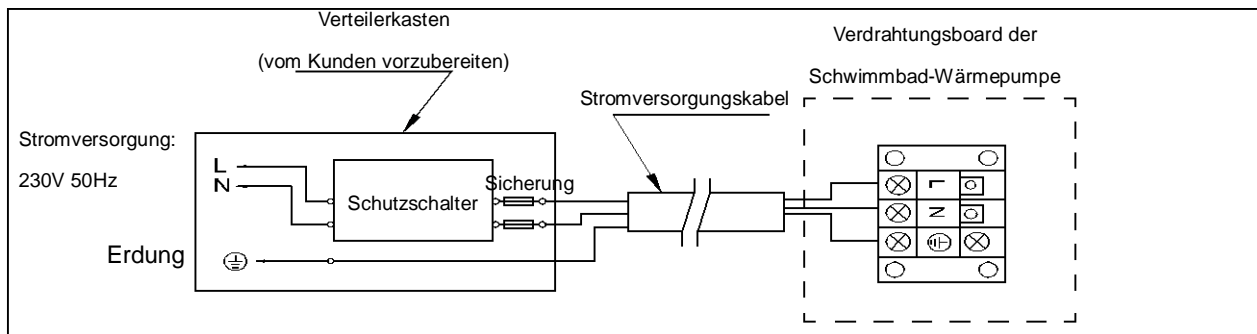 Verteilerkasten
(vom Kunden vorzubereiten)
Verdrahtungsboard der
Schwimmbad-Wärmepumpe
Stromversorgungskabel
Stromversorgung:
230V 50Hz
L
N
Sicherung
Schutzschalter
Erdung
L
N